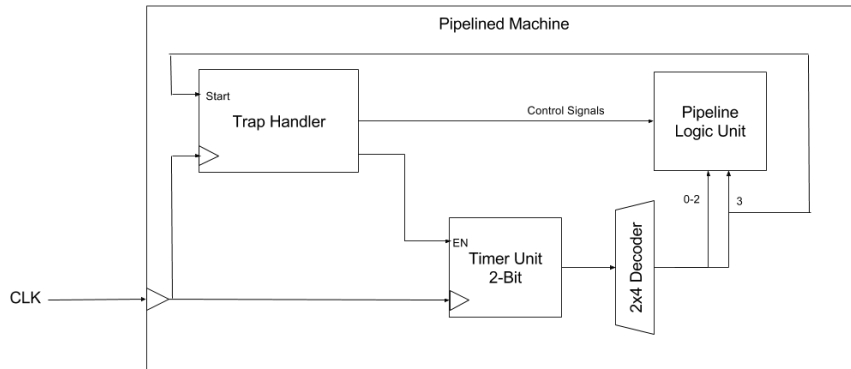 Pipelined Machine
Start
Trap Handler
Control Signals
Pipeline
Logic Unit
0-2
3
EN
Timer Unit
2-Bit
2x4 Decoder
CLK